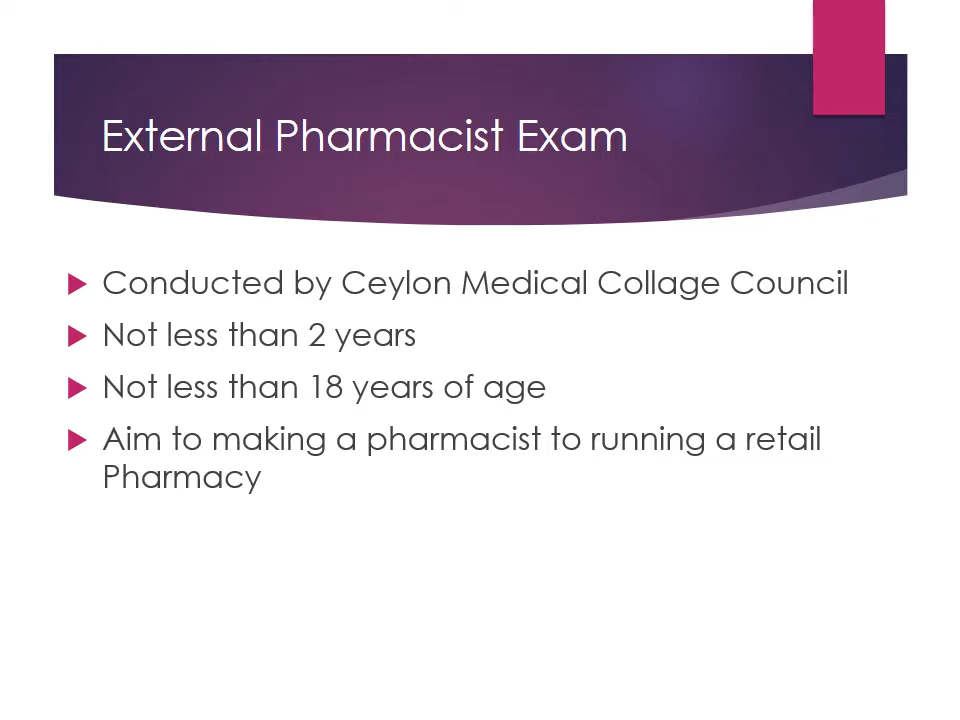 External Pharmacist Exam
Conducted by Ceylon Medical Collage Council
Not less than 2 years
Not less than 18 years of age
Aim to making a pharmacist to running a retail
Pharmacy